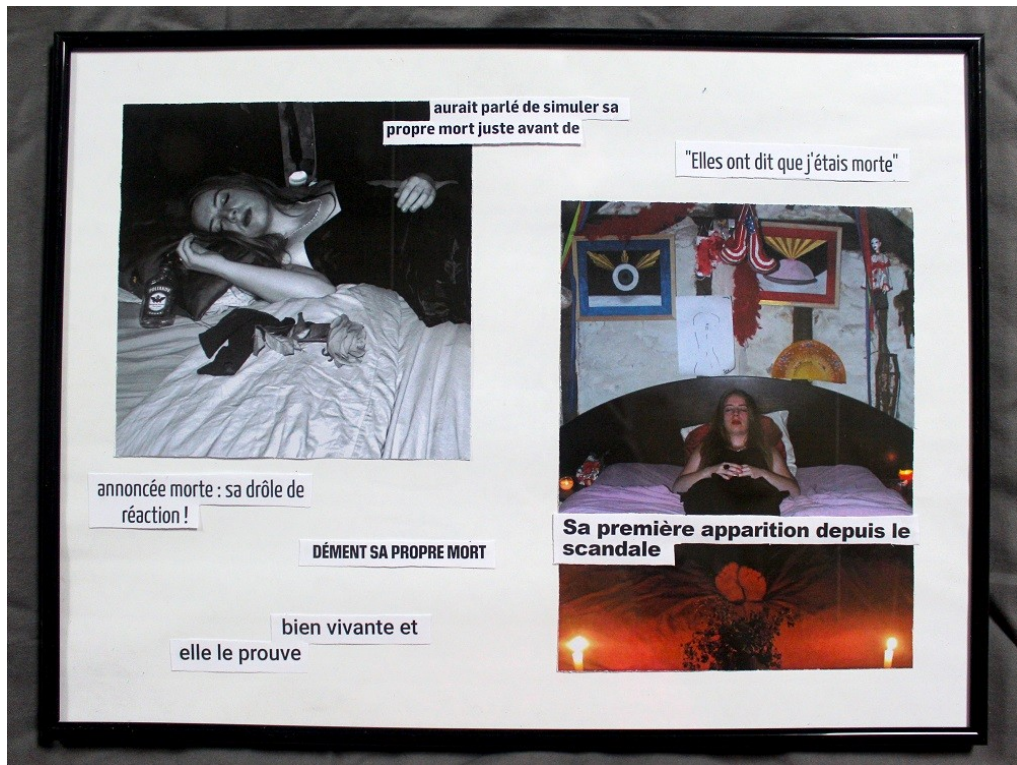 aurait parlé de simuler sa
propre mort juste avant de
"Elles ont dit que j'étais morte"
annoncée morte : sa drôle de
réaction !
DÉMENT SA PROPRE MORT
Sa première apparition depuis le
scandale
bien vivante et
elle le prouve